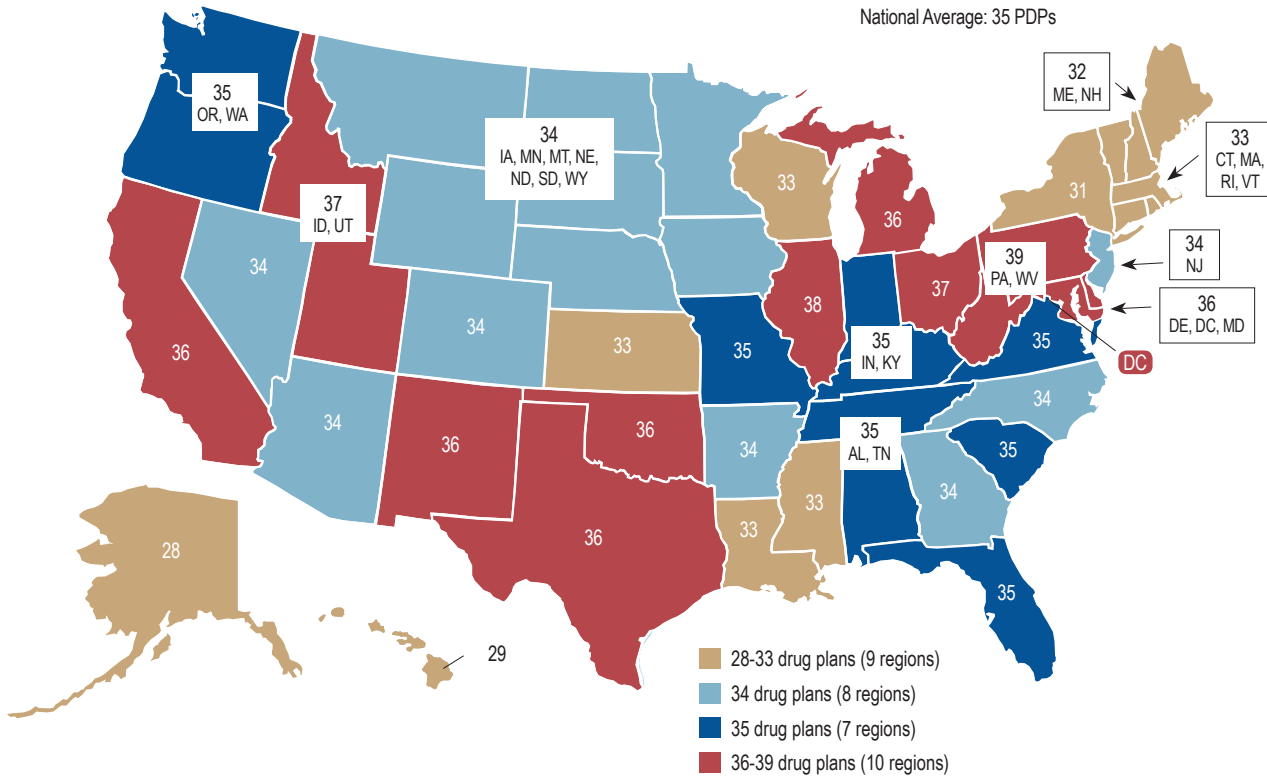 National Average: 35 PDPs
32
ME, NH
35
OR, WA
34
IA, MN, MT, NE,
ND, SD, WY
33
CT, MA,
RI, VT
33
31
37
ID, UT
36
34
NJ
34
39
PA, WV
36
DE, DC, MD
34
38
37
36
33
35
35
IN, KY
35
DC
34
36
36
34
35
AL, TN
34
35
33
34
33
36
28
35
29
28-33 drug plans (9 regions)
34 drug plans (8 regions)
35 drug plans (7 regions)
36-39 drug plans (10 regions)